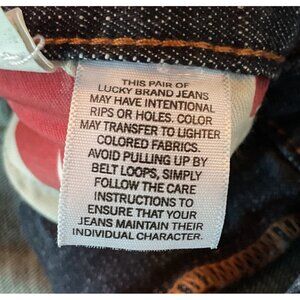 THIS PAIR OF
LUCKY BRAND JEANS
MAY HAVE INTENTIONAL
RIPS OR HOLES. COLOR
MAY TRANSFER TO LIGHTER
COLORED FABRICS.
AVOID PULLING UP BY
BELT LOOPS, SIMPLY
FOLLOW THE CARE
INSTRUCTIONS TO
ENSURE THAT YOUR
JEANS MAINTAIN THEIR
INDIVIDUAL CHARACTER.